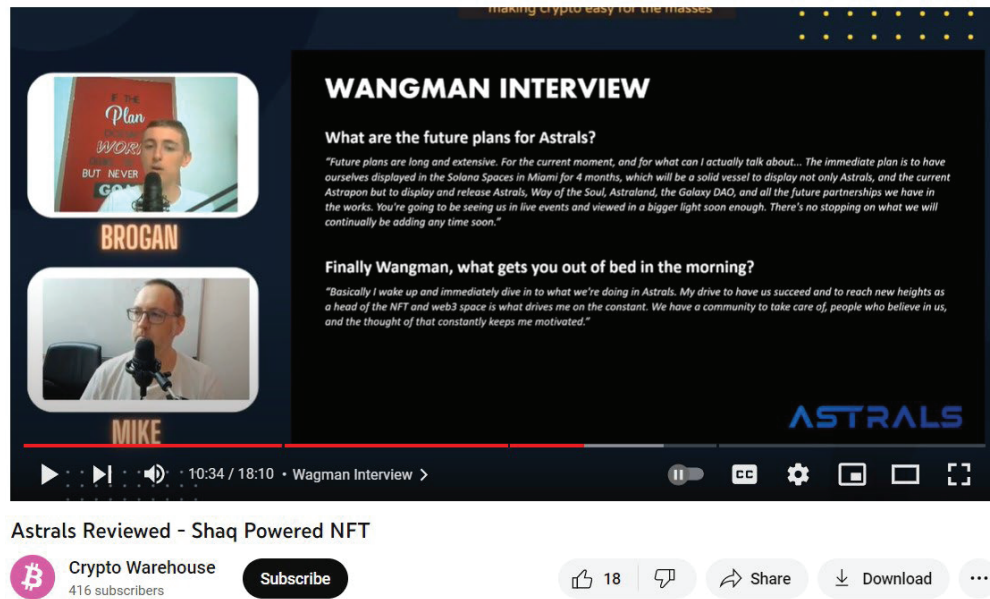 making crypto easy for the masses
WANGMAN INTERVIEW
What are the future plans for Astrals?
"Future plans are long and extensive. For the current moment, and for what can I actually talk about... The immediate plan is to have
ourselves displayed in the Solana Spaces in Miami for 4 months, which will be a solid vessel to display not only Astrals, and the current
Astrapon but to display and release Astrals, Way of the Soul, Astraland, the Galaxy DAO, and all the future partnerships we have in
the works. You're going to be seeing us in live events and viewed in a bigger light soon enough. There's no stopping on what we will
continually be adding any time soon."
Finally Wangman, what gets you out of bed in the morning?
"Basically I wake up and immediately dive in to what we're doing in Astrals. My drive to have us succeed and to reach new heights as
a head of the NFT and web3 space is what drives me on the constant. We have a community to take care of, people who believe in us,
and the thought of that constantly keeps me motivated."
IF THE
Plan
WORK
BUT NEVER
BROGAN
MIKE
ASTRALS
10:34 / 18:10 • Wagman Interview
CC
Astrals Reviewed - Shaq Powered NFT
Crypto Warehouse
416 subscribers
Subscribe
18
Share
Download